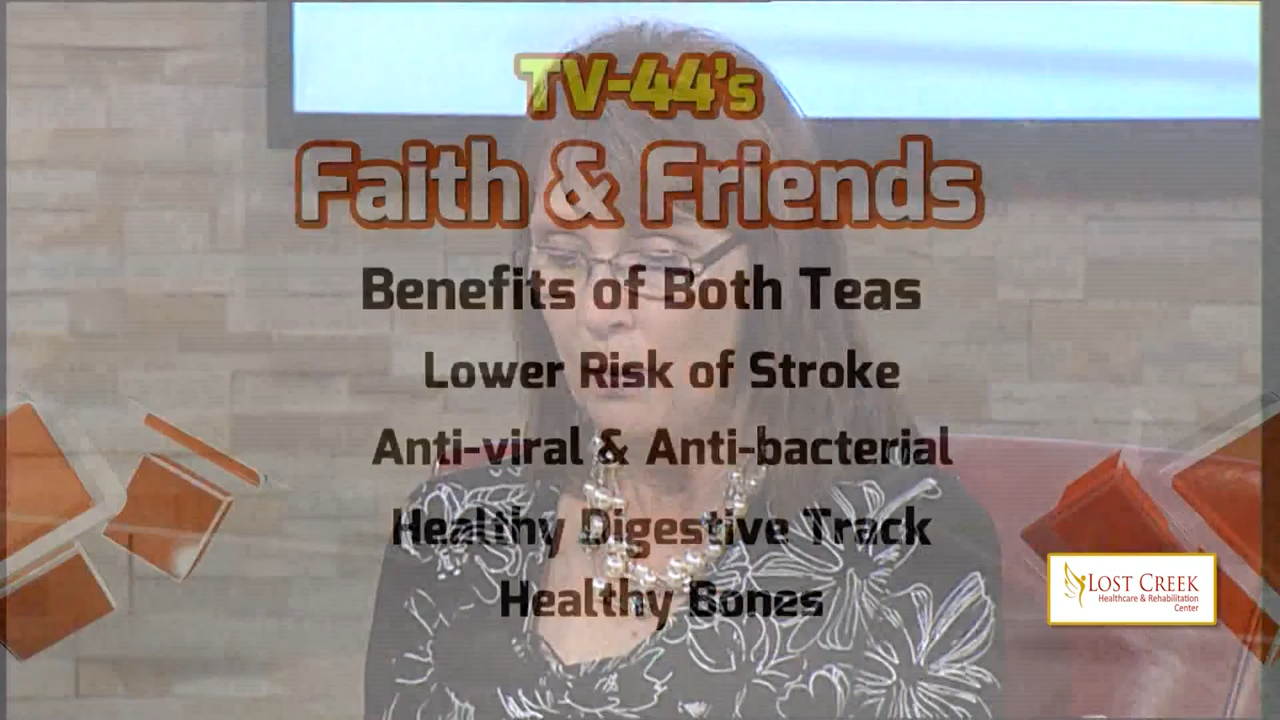 TV-44's
Faith & Friends
Benefits of Both Teas
Lower Risk of Stroke
Anti-viral & Anti-bacterial
Healthy Digestive Track
Healthy Bones
LOST CREEK
Healthcare & Rehabilitation
Center